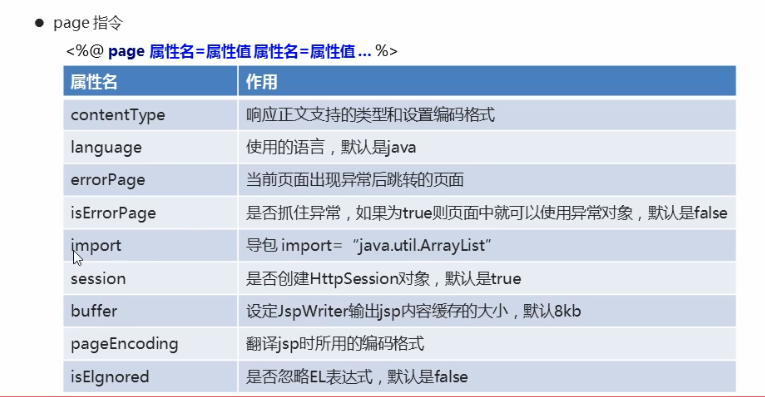 ● page 指令
<%@ page 属性名=属性值 属性名=属性值 ... %>
属性名 作用
contentType 响应正文支持的类型和设置编码格式
language 使用的语言，默认是java
errorPage 当前页面出现异常后跳转的页面
isErrorPage 是否抓住异常，如果为true则页面中就可以使用异常对象，默认是false
import 导包 import= “java.util.ArrayList”
session 是否创建HttpSession对象，默认是true
buffer 设定JspWriter输出jsp内容缓存的大小，默认8kb
pageEncoding 翻译jsp时所用的编码格式
isElgnored 是否忽略EL表达式，默认是false